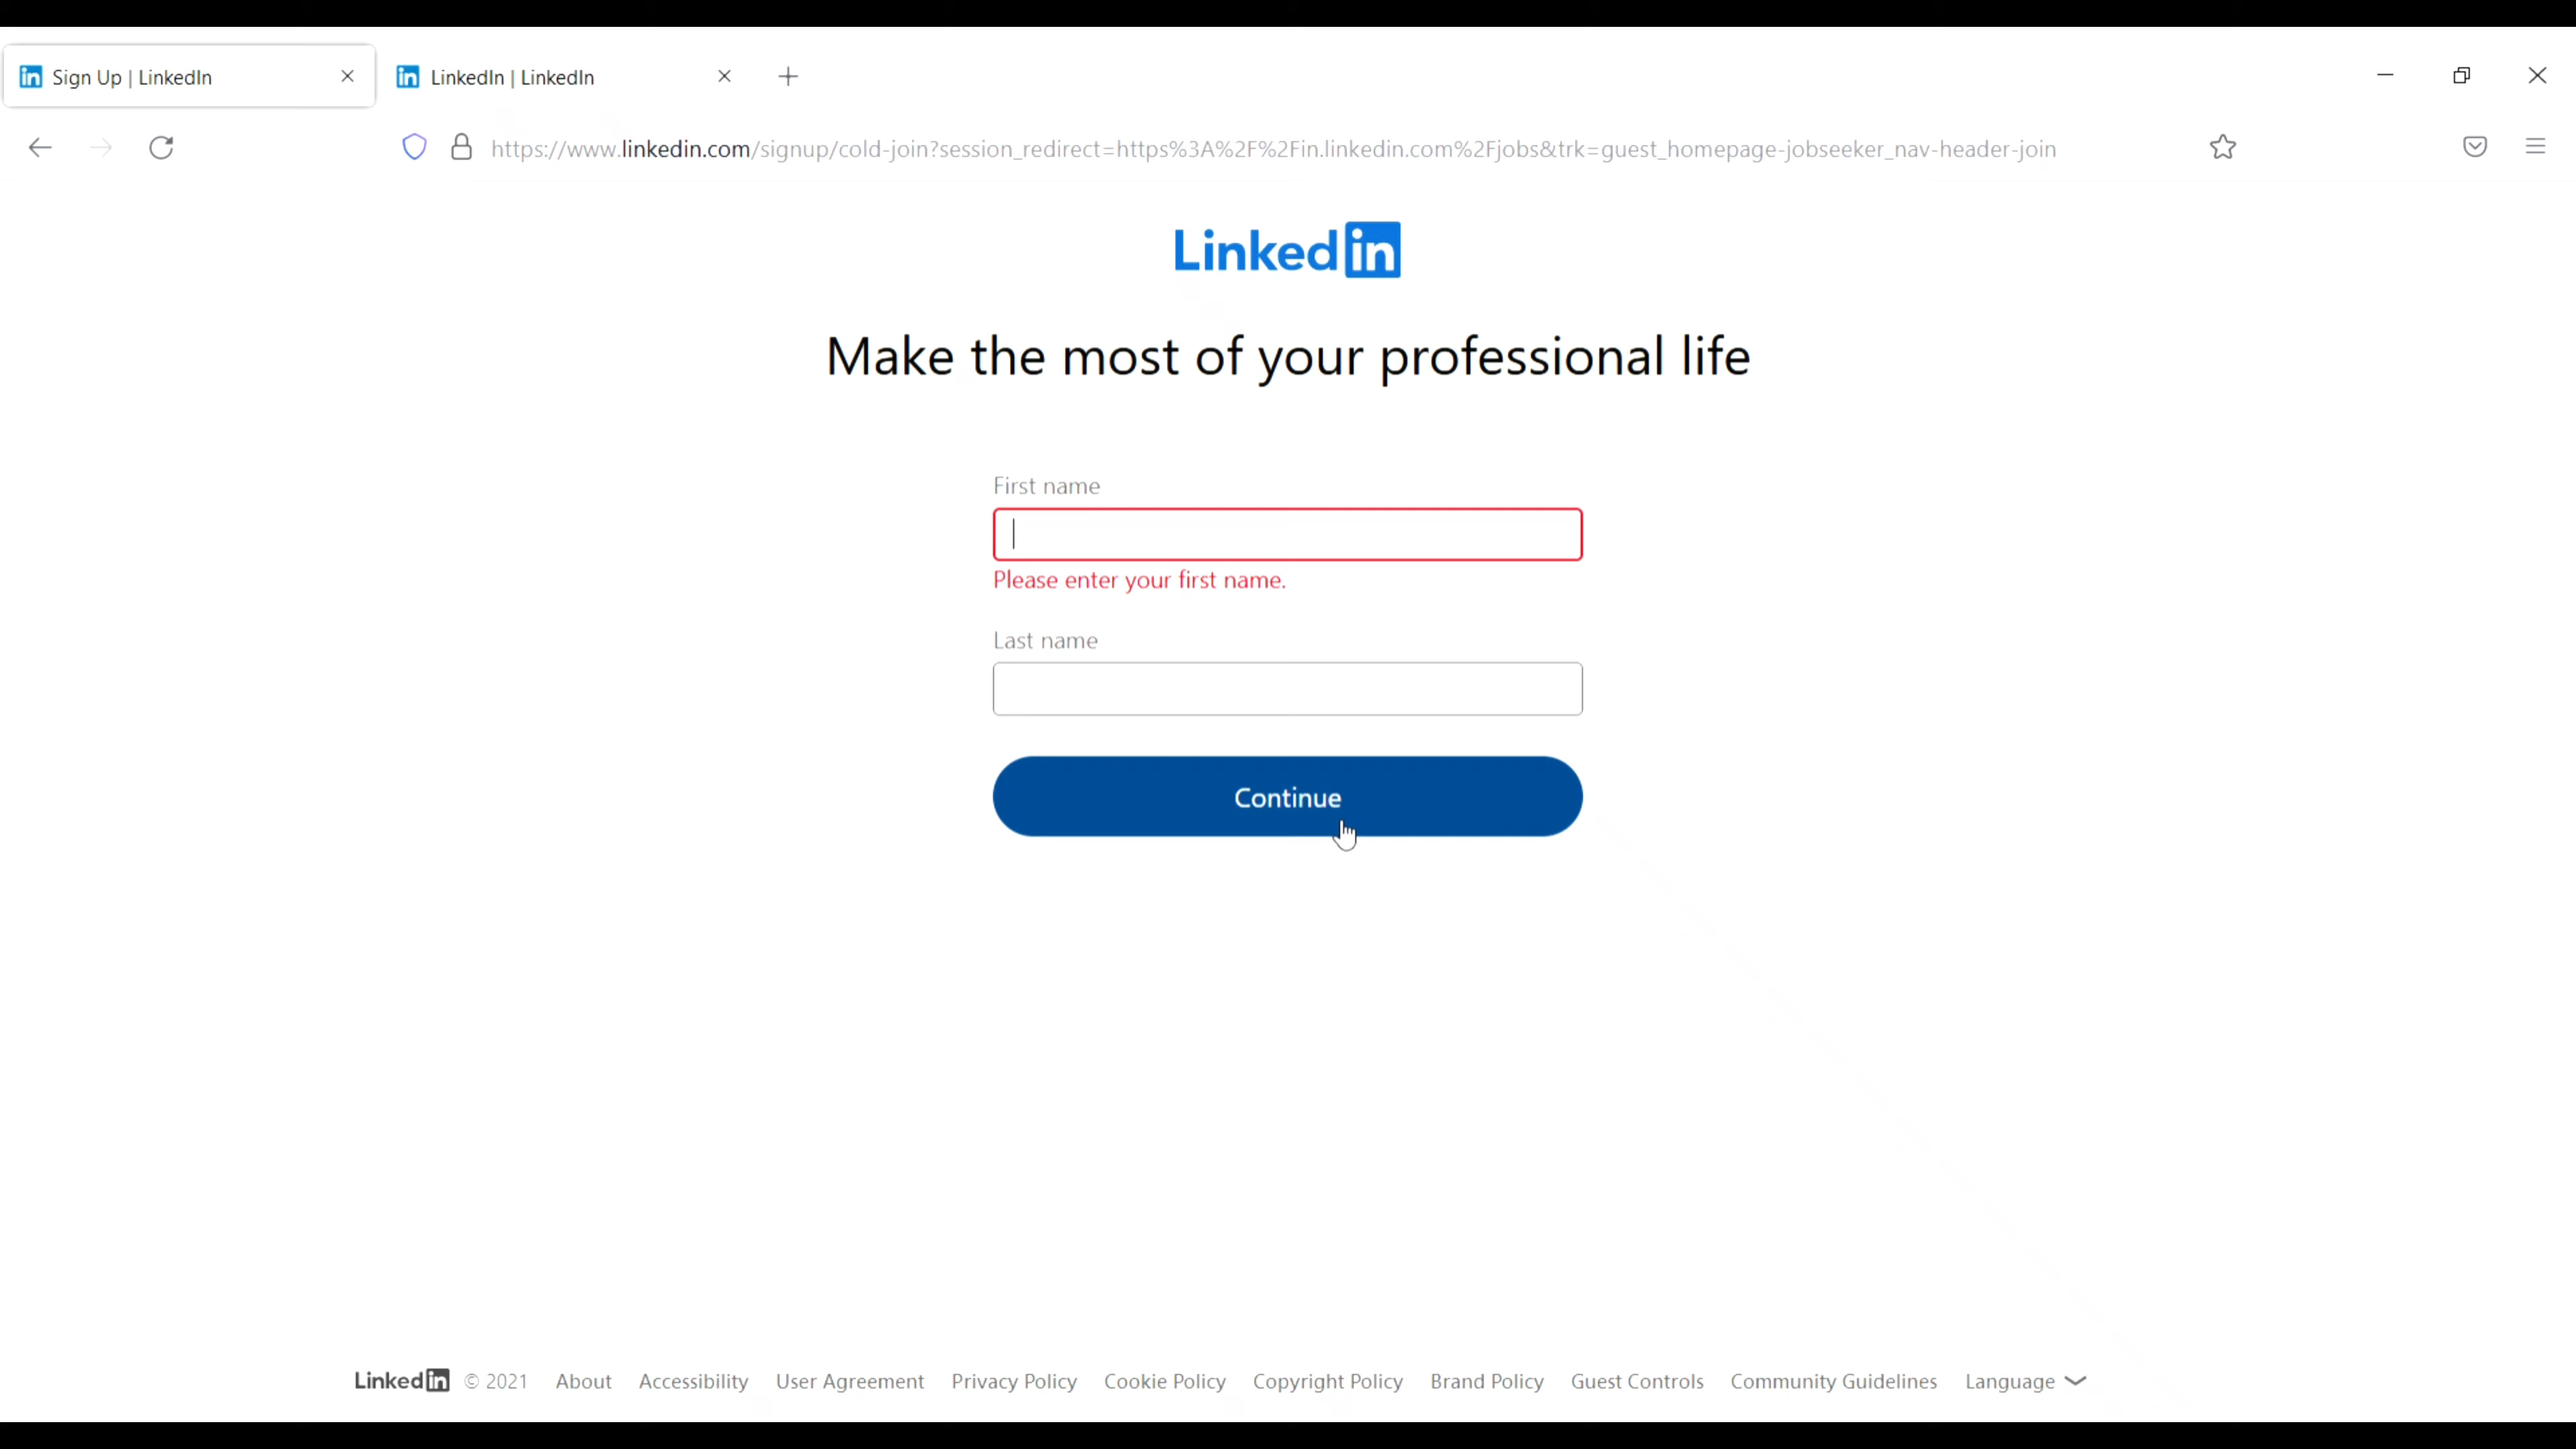 Sign Up | LinkedIn
LinkedIn | LinkedIn
https://www.linkedin.com/signup/cold-join?session_redirect=https%3A%2F%2Fin.linkedin.com%2Fjobs&trk=guest_homepage-jobseeker_nav-header-join
Linkedin
Make the most of your professional life
First name
Please enter your first name.
Last name
Continue
Linkedin © 2021 About Accessibility User Agreement Privacy Policy Cookie Policy Copyright Policy Brand Policy Guest Controls Community Guidelines Language